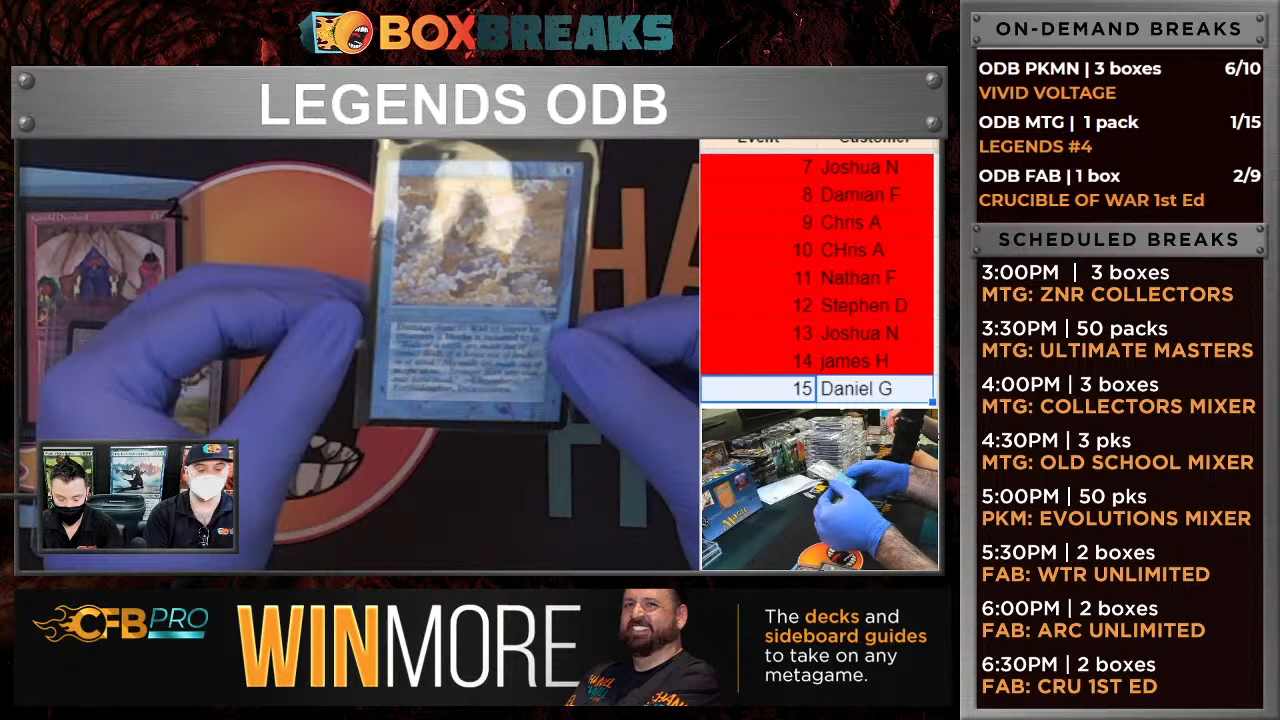 BOXBREAKS
LEGENDS ODB
Event Customer
7 Joshua N
8 Damian F
9 Chris A
10 CHris A
11 Nathan F
12 Stephen D
13 Joshua N
14 james H
15 Daniel G
Kobold Overlord
MAGIC
CFBPRO
WINMORE
The decks and
sideboard guides
to take on any
metagame.
ON-DEMAND BREAKS
ODB PKMN | 3 boxes 6/10
VIVID VOLTAGE
ODB MTG | 1 pack 1/15
LEGENDS #4
ODB FAB | 1 box 2/9
CRUCIBLE OF WAR 1st Ed
SCHEDULED BREAKS
3:00PM | 3 boxes
MTG: ZNR COLLECTORS
3:30PM | 50 packs
MTG: ULTIMATE MASTERS
4:00PM | 3 boxes
MTG: COLLECTORS MIXER
4:30PM | 3 pks
MTG: OLD SCHOOL MIXER
5:00PM | 50 pks
PKM: EVOLUTIONS MIXER
5:30PM | 2 boxes
FAB: WTR UNLIMITED
6:00PM | 2 boxes
FAB: ARC UNLIMITED
6:30PM | 2 boxes
FAB: CRU 1ST ED